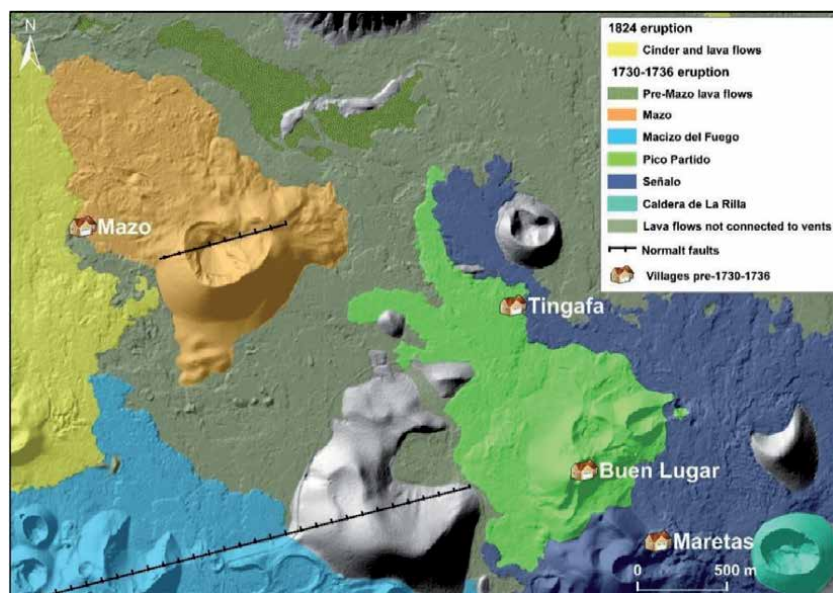 N
1824 eruption
Cinder and lava flows
1730-1736 eruption
Pre-Mazo lava flows
Mazo
Macizo del Fuego
Pico Partido
Señalo
Caldera de La Rilla
Lava flows not connected to vents
Normalt faults
Villages pre-1730-1736
Mazo
Tingafa
Buen Lugar
Maretas
0 500 m